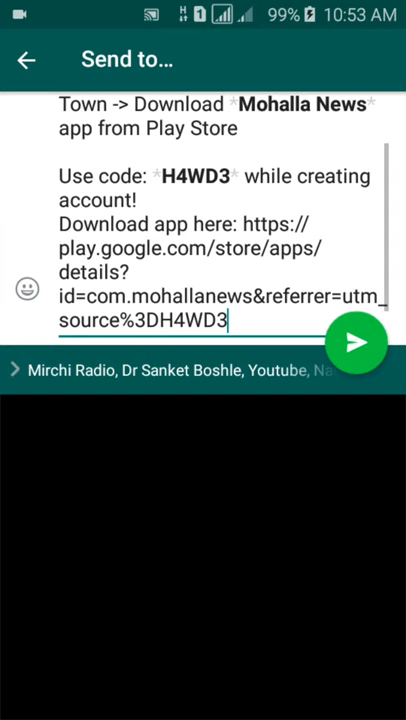 99% 10:53 AM
Send to...
Town -> Download *Mohalla News*
app from Play Store
Use code: *H4WD3* while creating
account!
Download app here: https://
play.google.com/store/apps/
details?
id=com.mohallanews&referrer=utm_
source%3DH4WD3
Mirchi Radio, Dr Sanket Boshle, Youtube, Na